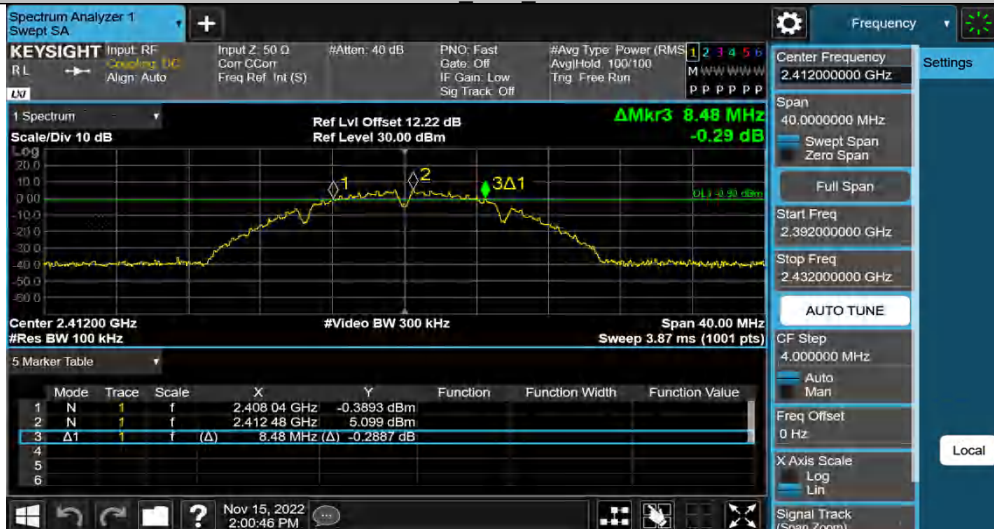 Spectrum Analyzer 1
Swept SA
Frequency
KEYSIGHT
RL
LXI
Input: RF
Coupling: DC
Align: Auto
Input Z: 50 Ω
Corr CCorr
Freq Ref: Int (S)
#Atten: 40 dB
PNO: Fast
Gate: Off
IF Gain: Low
Sig Track: Off
#Avg Type: Power (RMS
Avg|Hold: 100/100
Trig: Free Run
1 2 3 4 5 6
M W W W W W
P P P P P P
1 Spectrum
Scale/Div 10 dB
Ref Lvl Offset 12.22 dB
Ref Level 30.00 dBm
ΔMkr3 8.48 MHz
-0.29 dB
Log
20.0
10.0
0.00
-10.0
-20.0
-30.0
-40.0
-50.0
-60.0
1
2
3Δ1
DL1 -0.90 dBm
Center 2.41200 GHz
#Video BW 300 kHz
Span 40.00 MHz
#Res BW 100 kHz
Sweep 3.87 ms (1001 pts)
5 Marker Table
Mode Trace Scale X Y Function Function Width Function Value
1 N 1 f 2.408 04 GHz -0.3893 dBm
2 N 1 f 2.412 48 GHz 5.099 dBm
3 Δ1 1 f (Δ) 8.48 MHz (Δ) -0.2887 dB
4
5
6
Nov 15, 2022
2:00:46 PM
Center Frequency
2.412000000 GHz
Span
40.0000000 MHz
Swept Span
Zero Span
Full Span
Start Freq
2.392000000 GHz
Stop Freq
2.432000000 GHz
AUTO TUNE
CF Step
4.000000 MHz
Auto
Man
Freq Offset
0 Hz
X Axis Scale
Log
Lin
Signal Track
(Span Zoom)
Settings
Local